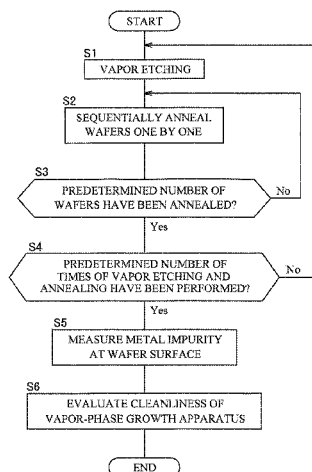 START
S1
VAPOR ETCHING
S2
SEQUENTIALLY ANNEAL
WAFERS ONE BY ONE
S3
PREDETERMINED NUMBER OF
WAFERS HAVE BEEN ANNEALED?
No
Yes
S4
PREDETERMINED NUMBER OF
TIMES OF VAPOR ETCHING AND
ANNEALING HAVE BEEN PERFORMED?
No
Yes
S5
MEASURE METAL IMPURITY
AT WAFER SURFACE
S6
EVALUATE CLEANLINESS OF
VAPOR-PHASE GROWTH APPARATUS
END